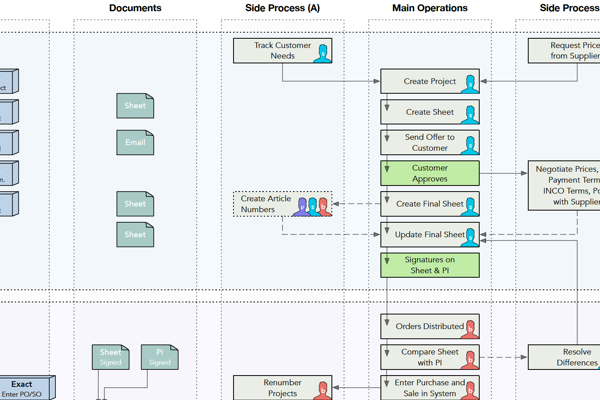 Documents
Side Process (A)
Main Operations
Side Process
Track Customer
Needs
Request Price
from Supplier
Create Project
Sheet
Create Sheet
Email
Send Offer to
Customer
Customer
Approves
Negotiate Prices,
Payment Term
INCO Terms, Po
with Supplier
Sheet
Create Article
Numbers
Create Final Sheet
Sheet
Update Final Sheet
Signatures on
Sheet & PI
Orders Distributed
Sheet
Signed
PI
Signed
Compare Sheet
with PI
Resolve
Differences
Exact
Enter PO/SO
Renumber
Projects
Enter Purchase and
Sale in System